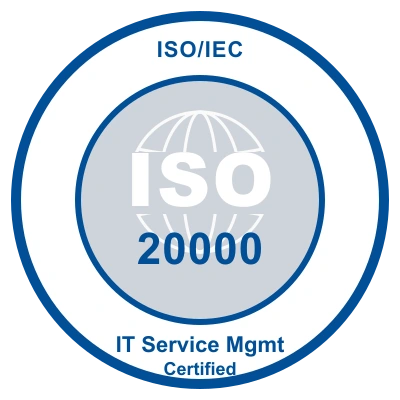 ISO/IEC
ISO
20000
IT Service Mgmt
Certified